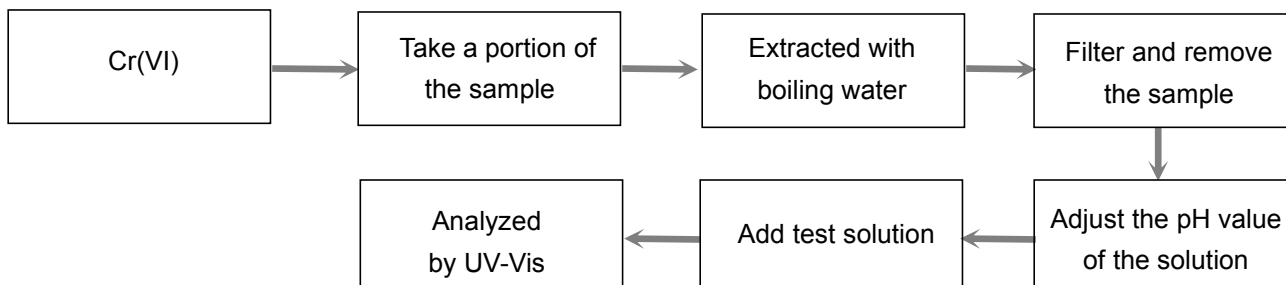 Cr(VI)
Take a portion of
the sample
Extracted with
boiling water
Filter and remove
the sample
Adjust the pH value
of the solution
Add test solution
Analyzed
by UV-Vis